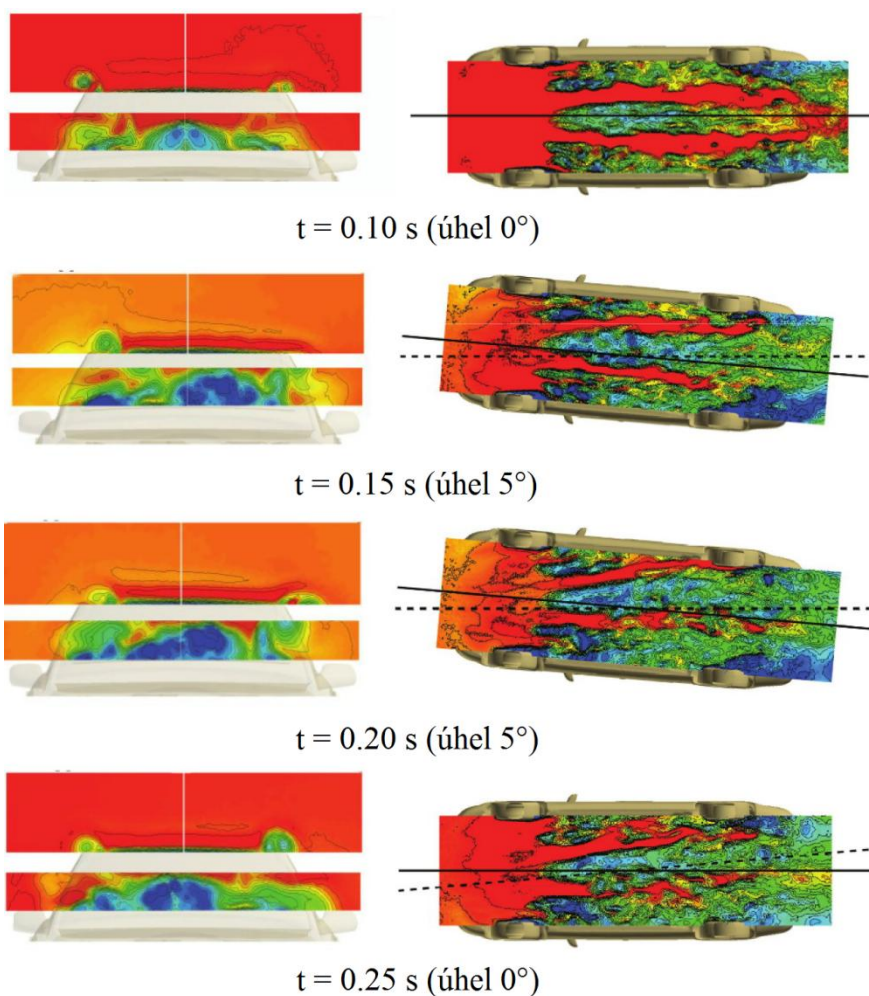 t = 0.10 s (úhel 0°)
t = 0.15 s (úhel 5°)
t = 0.20 s (úhel 5°)
t = 0.25 s (úhel 0°)